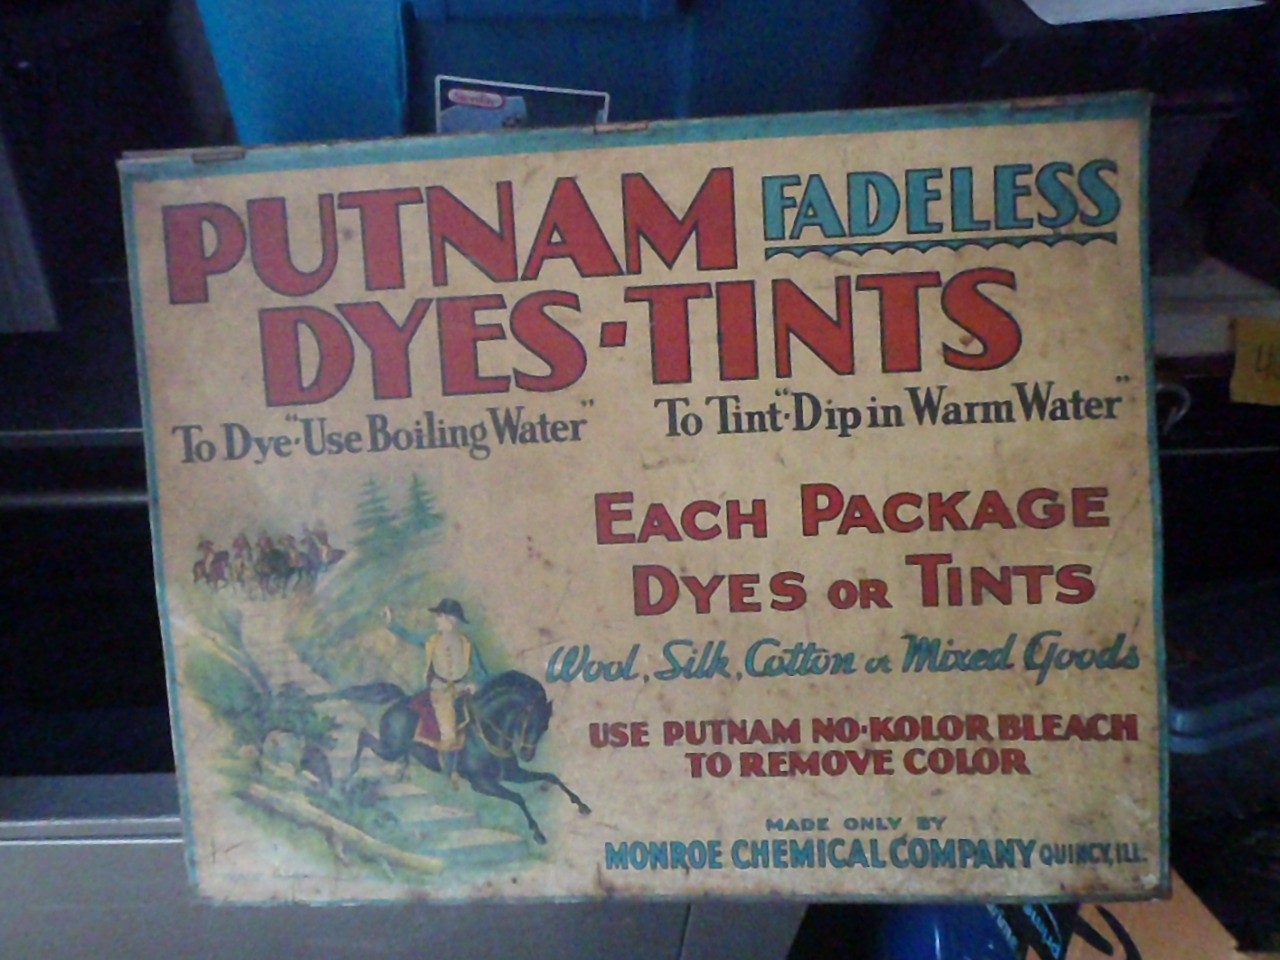 PUTNAM FADELESS
DYES·TINTS
To Dye-"Use Boiling Water" To Tint-"Dip in Warm Water"
EACH PACKAGE
DYES OR TINTS
Wool, Silk, Cotton or Mixed Goods
USE PUTNAM NO-KOLOR BLEACH
TO REMOVE COLOR
MADE ONLY BY
MONROE CHEMICAL COMPANY QUINCY, ILL.